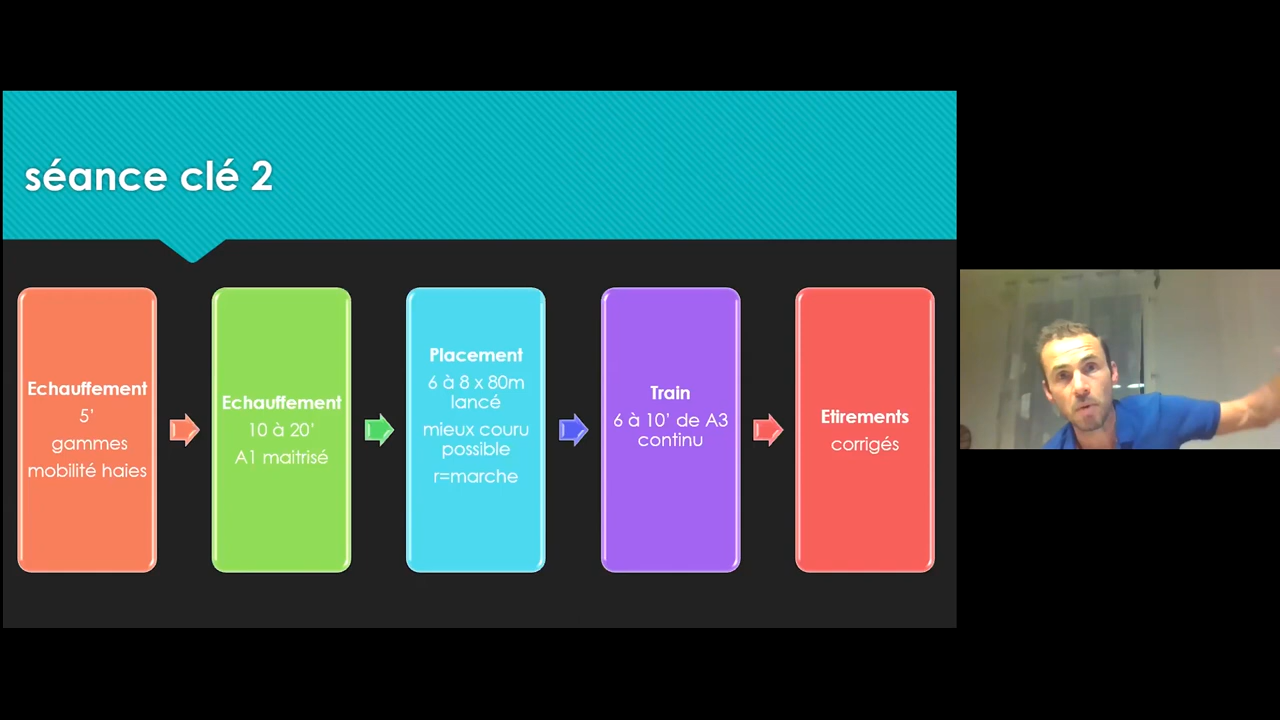 séance clé 2
Echauffement
5'
gammes
mobilité haies
Echauffement
10 à 20'
A1 maitrisé
Placement
6 à 8 x 80m
lancé
mieux couru
possible
r=marche
Train
6 à 10' de A3
continu
Etirements
corrigés